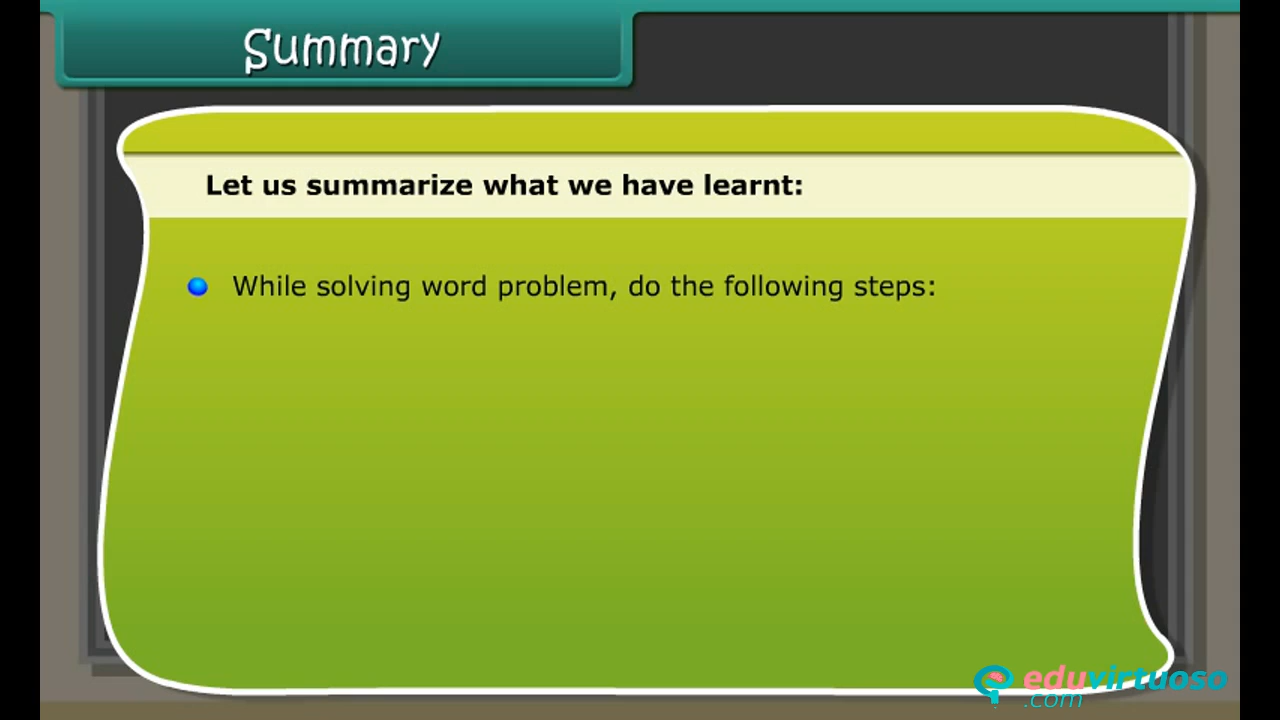 Summary
Let us summarize what we have learnt:
While solving word problem, do the following steps:
eduvirtuoso
.com